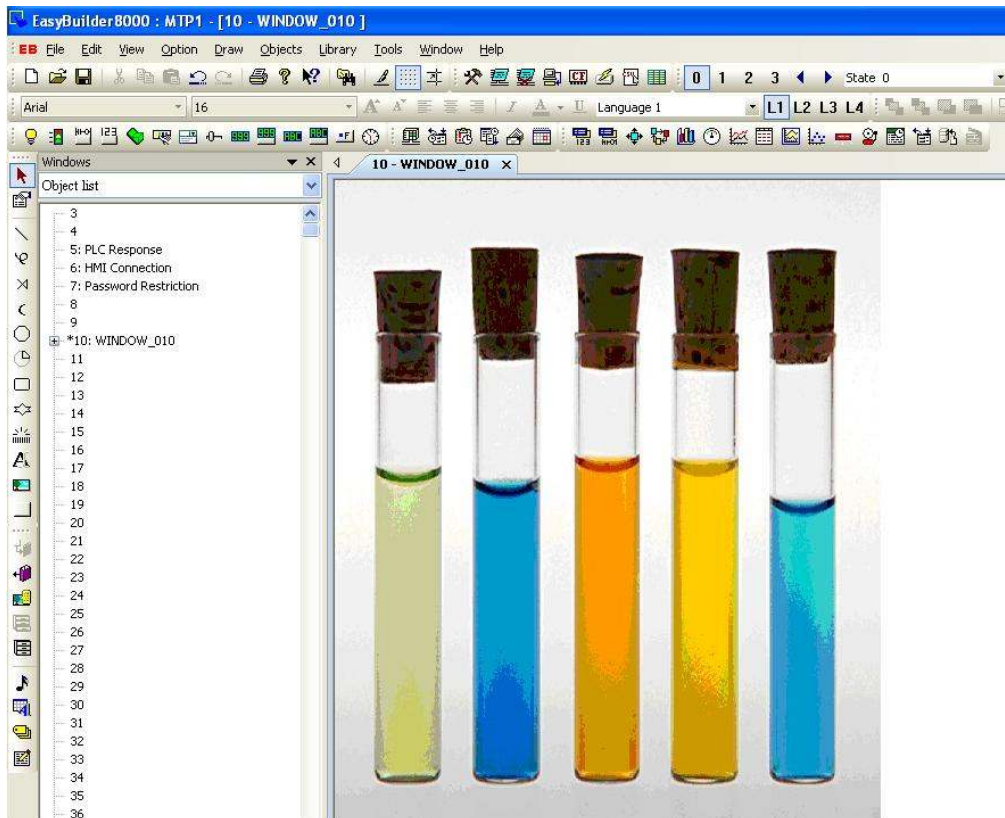 EasyBuilder8000 : MTP1 - [10 - WINDOW_010 ]
EB File Edit View Option Draw Objects Library Tools Window Help
0 1 2 3 State 0
Arial 16 Language 1 L1 L2 L3 L4
Windows
10 - WINDOW_010
Object list
3
4
5: PLC Response
6: HMI Connection
7: Password Restriction
8
9
*10: WINDOW_010
11
12
13
14
15
16
17
18
19
20
21
22
23
24
25
26
27
28
29
30
31
32
33
34
35
36